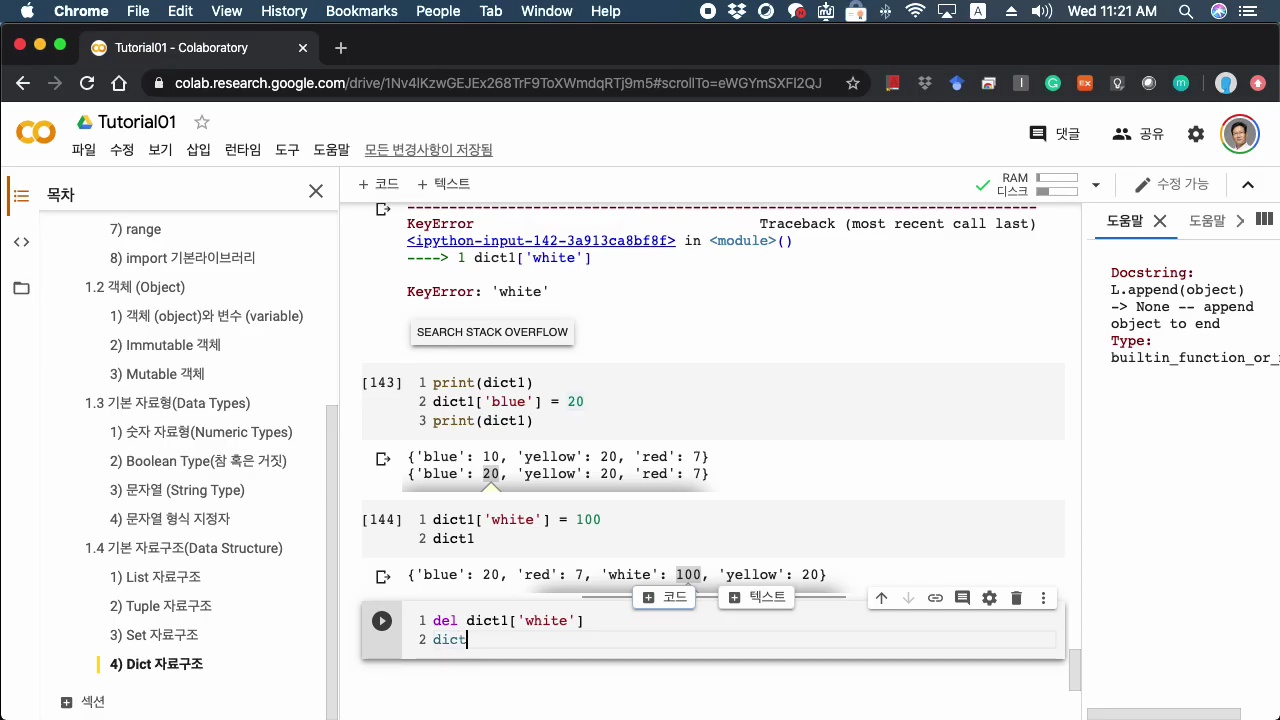 Chrome File Edit View History Bookmarks People Tab Window Help A Wed 11:21 AM
Tutorial01 - Colaboratory
colab.research.google.com/drive/1Nv4lKzwGEJEx268TrF9ToXWmdqRTj9m5#scrollTo=eWGYmSXFI2QJ
Tutorial01
댓글 공유
파일 수정 보기 삽입 런타임 도구 도움말 모든 변경사항이 저장됨
목차
+ 코드 + 텍스트
RAM
디스크
수정 가능
도움말 도움말
7) range
8) import 기본라이브러리
1.2 객체 (Object)
1) 객체 (object)와 변수 (variable)
2) Immutable 객체
3) Mutable 객체
1.3 기본 자료형(Data Types)
1) 숫자 자료형(Numeric Types)
2) Boolean Type(참 혹은 거짓)
3) 문자열 (String Type)
4) 문자열 형식 지정자
1.4 기본 자료구조(Data Structure)
1) List 자료구조
2) Tuple 자료구조
3) Set 자료구조
4) Dict 자료구조
섹션
---------------------------------------------------------------------------
KeyError Traceback (most recent call last)
<ipython-input-142-3a913ca8bf8f> in <module>()
----> 1 dict1['white']
KeyError: 'white'
SEARCH STACK OVERFLOW
[143] 1 print(dict1)
2 dict1['blue'] = 20
3 print(dict1)
{'blue': 10, 'yellow': 20, 'red': 7}
{'blue': 20, 'yellow': 20, 'red': 7}
[144] 1 dict1['white'] = 100
2 dict1
{'blue': 20, 'red': 7, 'white': 100, 'yellow': 20}
코드 텍스트
1 del dict1['white']
2 dict
Docstring:
L.append(object)
-> None -- append
object to end
Type:
builtin_function_or_